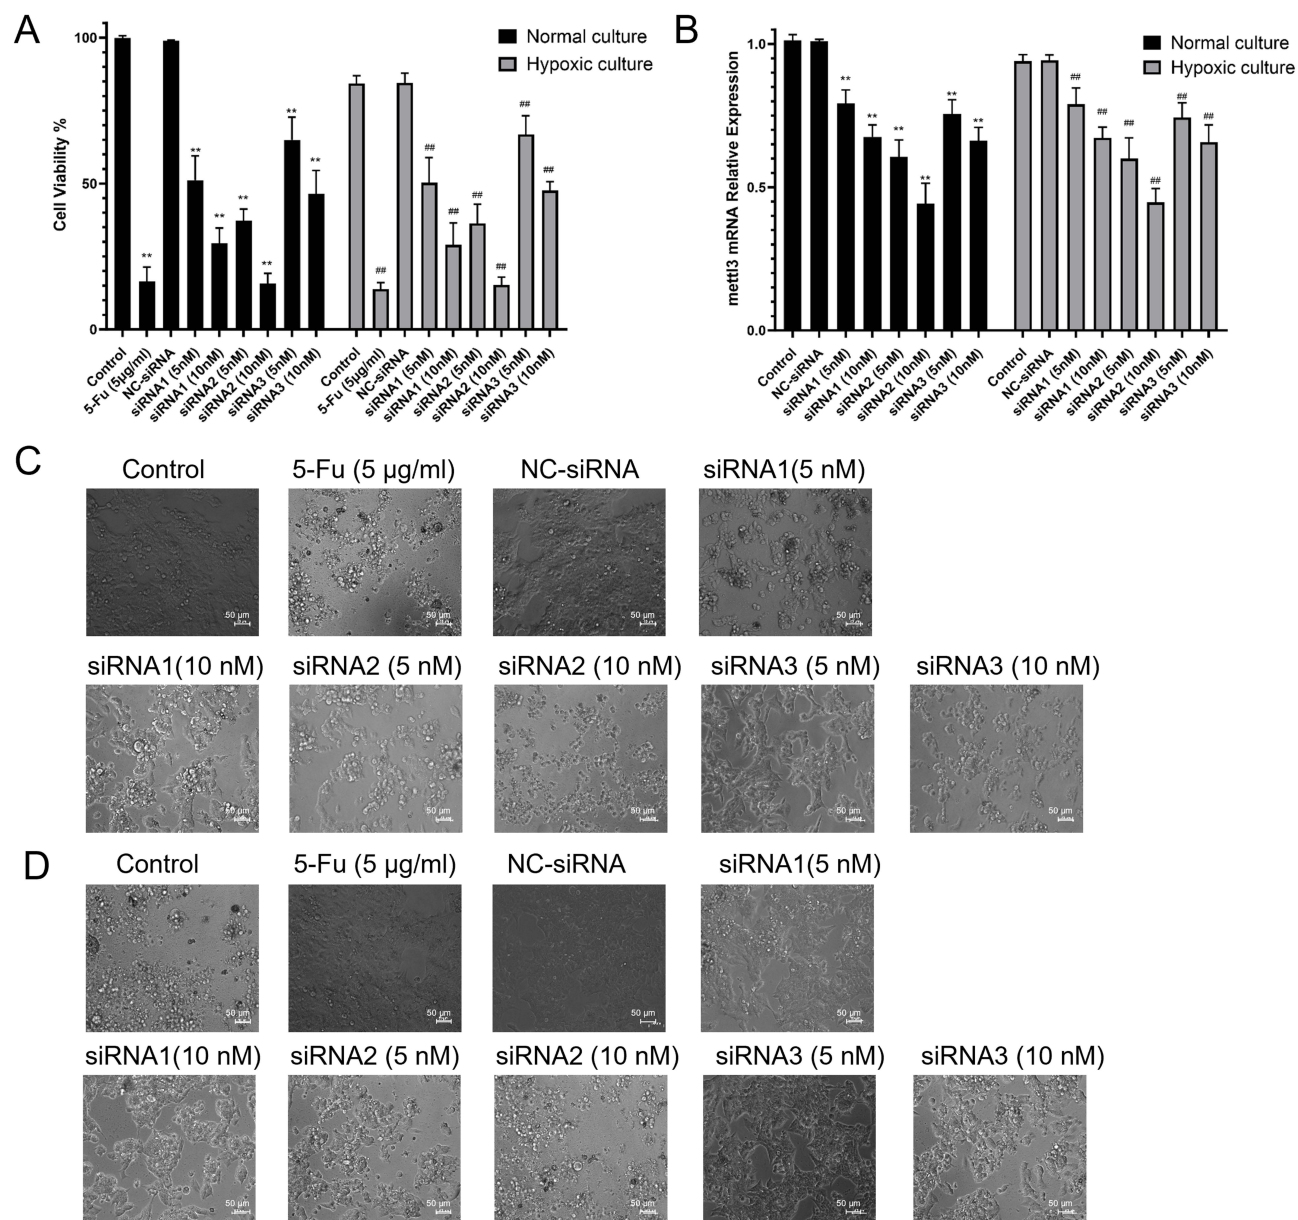 A
100
50
0
Cell Viability %
Normal culture
Hypoxic culture
**
**
**
**
**
**
**
##
##
##
##
##
##
##
Control
5-Fu (5μg/ml)
NC-siRNA
siRNA1 (5nM)
siRNA1 (10nM)
siRNA2 (5nM)
siRNA2 (10nM)
siRNA3 (5nM)
siRNA3 (10nM)
Control
5-Fu (5μg/ml)
NC-siRNA
siRNA1 (5nM)
siRNA1 (10nM)
siRNA2 (5nM)
siRNA2 (10nM)
siRNA3 (5nM)
siRNA3 (10nM)
B
1.0
0.5
0.0
mettl3 mRNA Relative Expression
Normal culture
Hypoxic culture
**
**
**
**
**
**
##
##
##
##
##
##
Control
NC-siRNA
siRNA1 (5nM)
siRNA1 (10nM)
siRNA2 (5nM)
siRNA2 (10nM)
siRNA3 (5nM)
siRNA3 (10nM)
Control
NC-siRNA
siRNA1 (5nM)
siRNA1 (10nM)
siRNA2 (5nM)
siRNA2 (10nM)
siRNA3 (5nM)
siRNA3 (10nM)
C
Control 5-Fu (5 μg/ml) NC-siRNA siRNA1(5 nM)
50 μm 50 μm 50 μm 50 μm
siRNA1(10 nM) siRNA2 (5 nM) siRNA2 (10 nM) siRNA3 (5 nM) siRNA3 (10 nM)
50 μm 50 μm 50 μm 50 μm 50 μm
D
Control 5-Fu (5 μg/ml) NC-siRNA siRNA1(5 nM)
50 μm 50 μm 50 μm 50 μm
siRNA1(10 nM) siRNA2 (5 nM) siRNA2 (10 nM) siRNA3 (5 nM) siRNA3 (10 nM)
50 μm 50 μm 50 μm 50 μm 50 μm